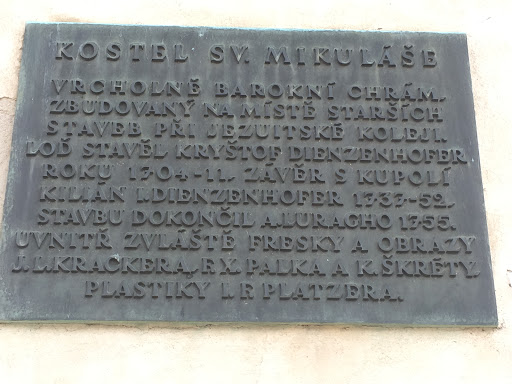 KOSTEL SV. MIKULÁŠE
VRCHOLNĚ BAROKNÍ CHRÁM,
ZBUDOVANÝ NA MÍSTĚ STARŠÍCH
STAVEB, PŘI JEZUITSKÉ KOLEJI.
LOĎ STAVĚL KRYŠTOF DIENZENHOFER
ROKU 1704-11, ZÁVĚR S KUPOLÍ
KILIÁN I. DIENZENHOFER 1737-52.
STAVBU DOKONČIL A. LURAGHO 1755.
UVNITŘ ZVLÁŠTĚ FRESKY A OBRAZY
J. L. KRACKERA, F. X. PALKA A K. ŠKRÉTY,
PLASTIKY I. F. PLATZERA.